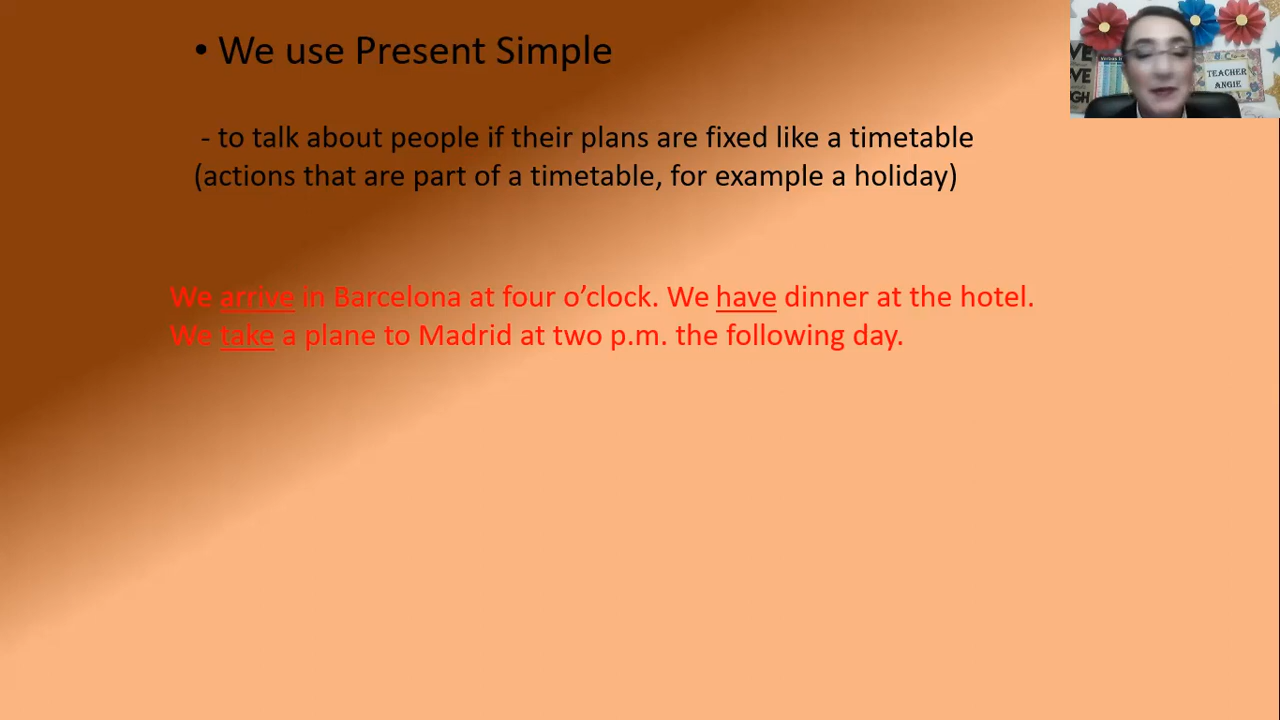 • We use Present Simple
- to talk about people if their plans are fixed like a timetable
(actions that are part of a timetable, for example a holiday)
We arrive in Barcelona at four o’clock. We have dinner at the hotel.
We take a plane to Madrid at two p.m. the following day.
TEACHER
ANGIE